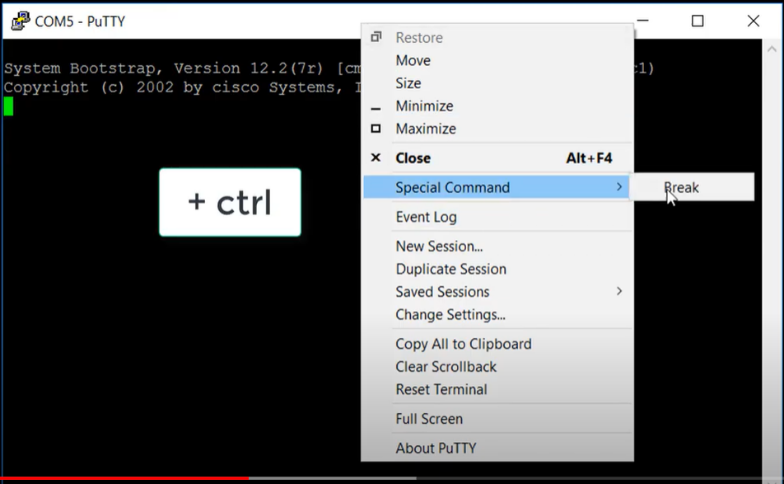 COM5 - PuTTY
System Bootstrap, Version 12.2(7r) [cm
c1)
Copyright (c) 2002 by cisco Systems, I
+ ctrl
Restore
Move
Size
Minimize
Maximize
Close Alt+F4
Special Command
Break
Event Log
New Session...
Duplicate Session
Saved Sessions
Change Settings...
Copy All to Clipboard
Clear Scrollback
Reset Terminal
Full Screen
About PuTTY